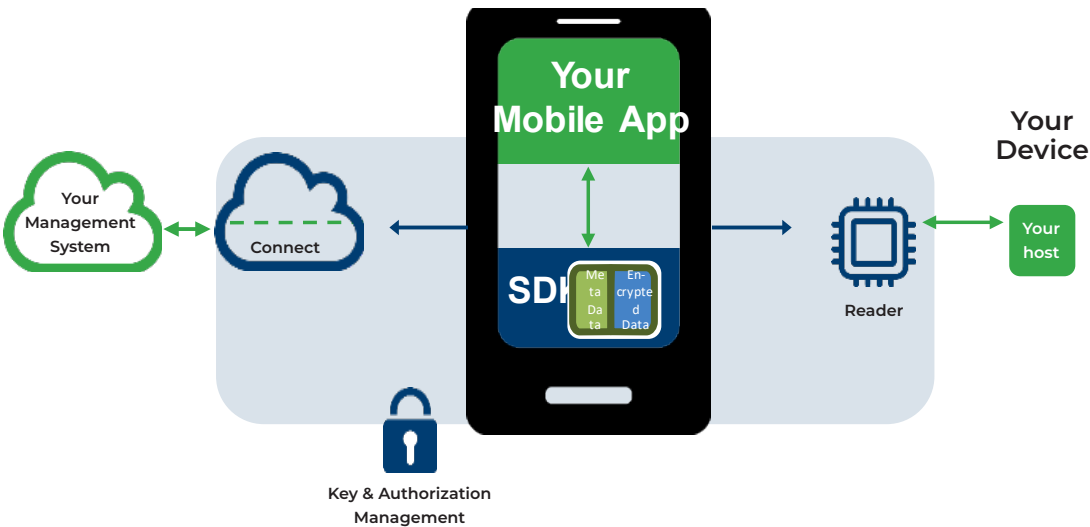 Your
Mobile App
Your
Device
Your
Management
System
Connect
SDK
Me
ta
Da
ta
En-
crypte
d
Data
Your
host
Reader
Key & Authorization
Management